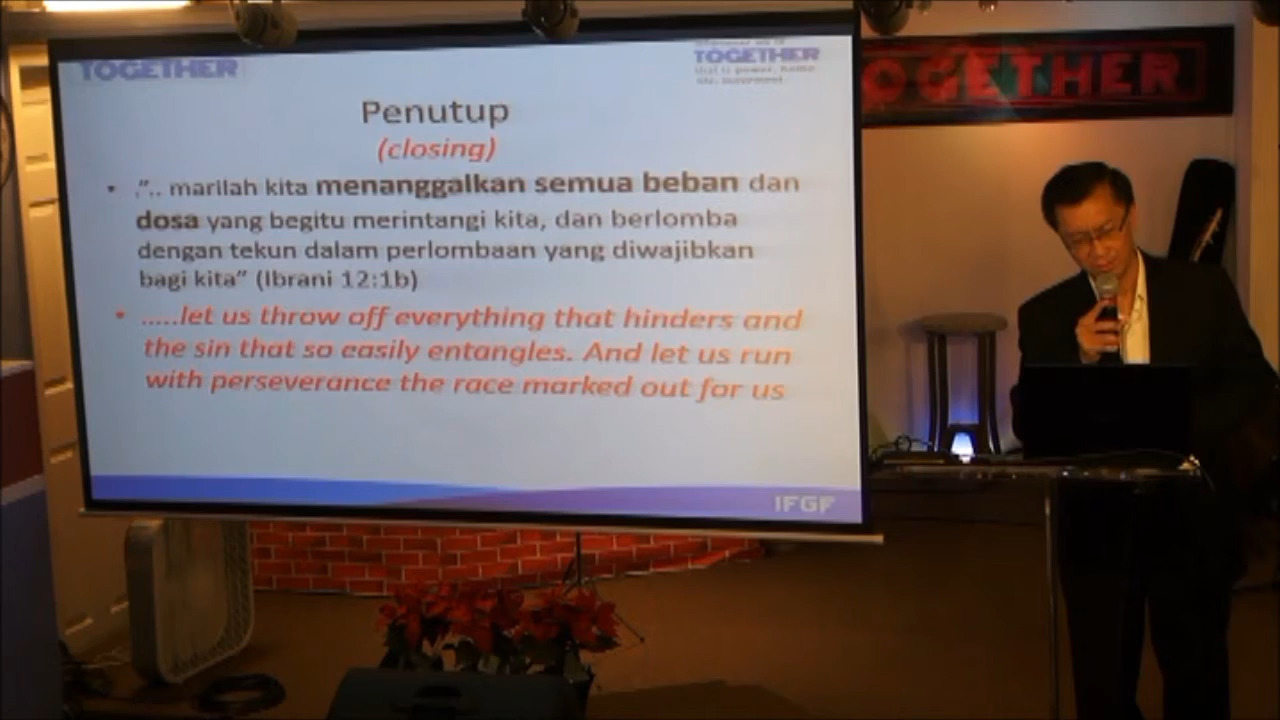 TOGETHER
TOGETHER
TOGETHER
Penutup
(closing)
• .“.. marilah kita menanggalkan semua beban dan
dosa yang begitu merintangi kita, dan berlomba
dengan tekun dalam perlombaan yang diwajibkan
bagi kita” (Ibrani 12:1b)
• .....let us throw off everything that hinders and
the sin that so easily entangles. And let us run
with perseverance the race marked out for us
IFGF